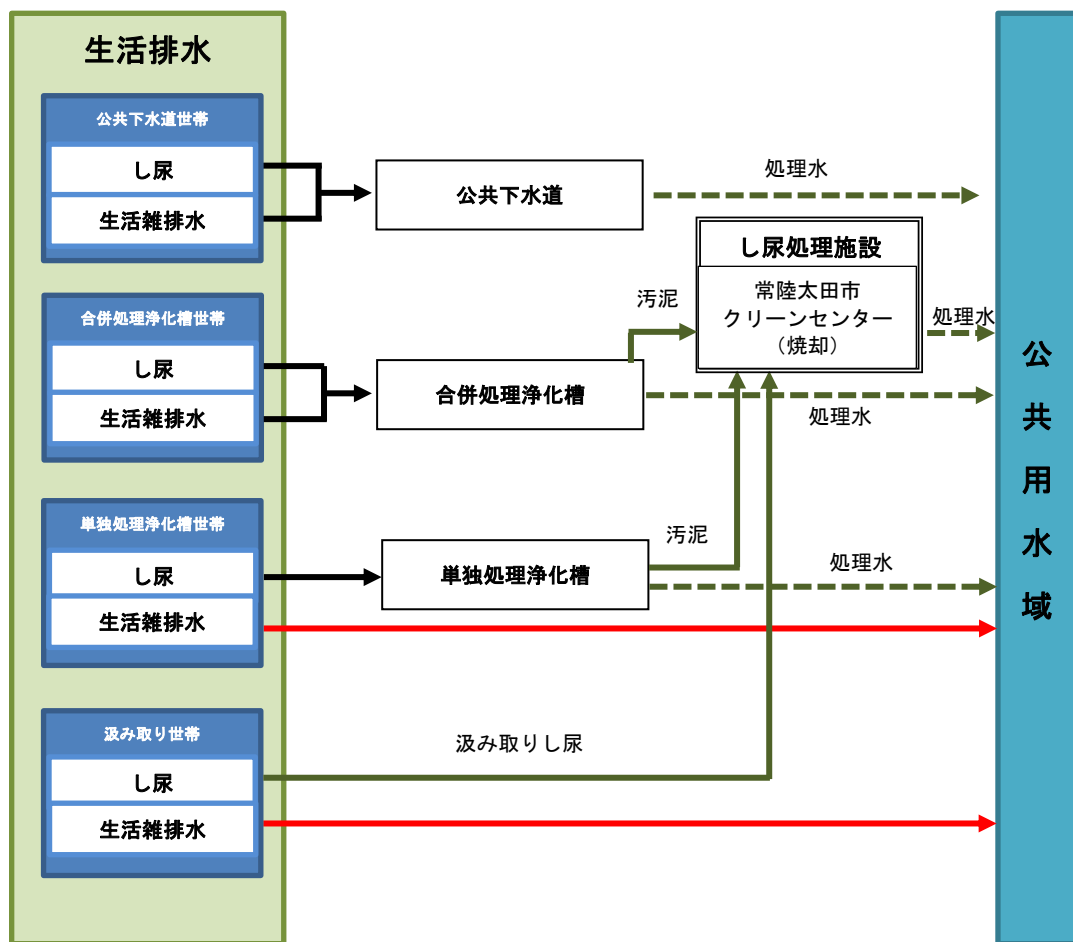 生活排水
公共下水道世帯
し尿
生活雑排水
公共下水道
処理水
し尿処理施設
常陸太田市
クリーンセンター
（焼却）
汚泥
処理水
合併処理浄化槽世帯
し尿
生活雑排水
合併処理浄化槽
処理水
単独処理浄化槽世帯
し尿
生活雑排水
単独処理浄化槽
汚泥
処理水
汲み取り世帯
し尿
生活雑排水
汲み取りし尿
公共用水域